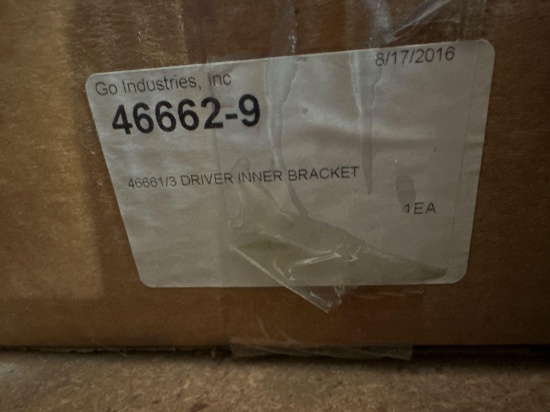 Go Industries, Inc
8/17/2016
46662-9
46661/3 DRIVER INNER BRACKET
1EA